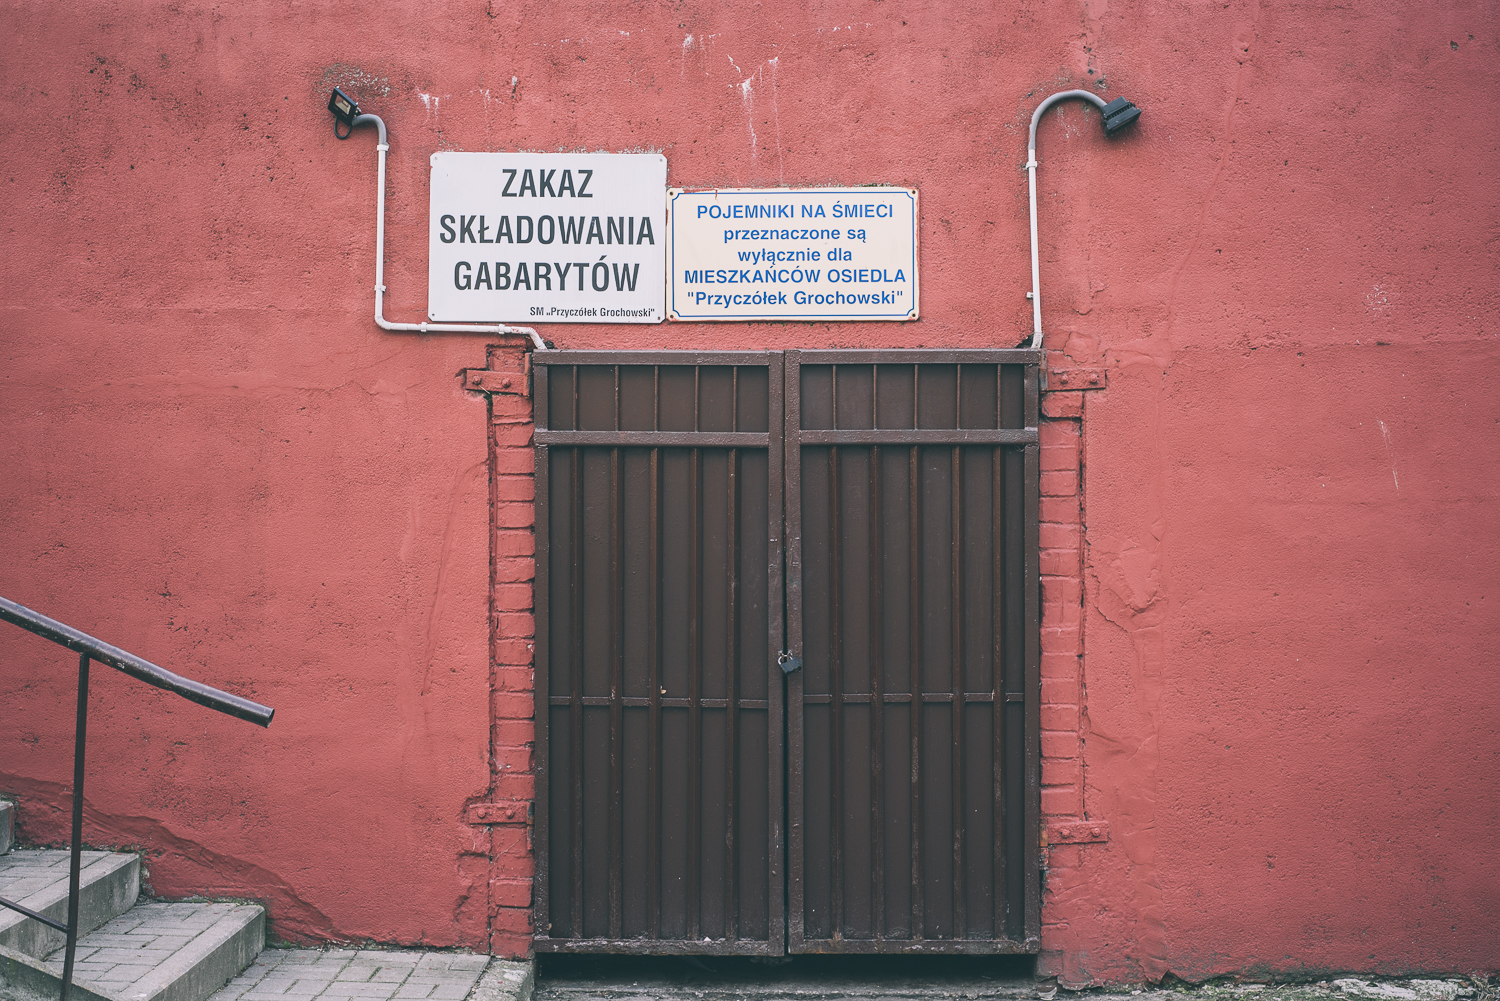 ZAKAZ
SKŁADOWANIA
GABARYTÓW
SM „Przyczółek Grochowski"
POJEMNIKI NA ŚMIECI
przeznaczone są
wyłącznie dla
MIESZKAŃCÓW OSIEDLA
"Przyczółek Grochowski"